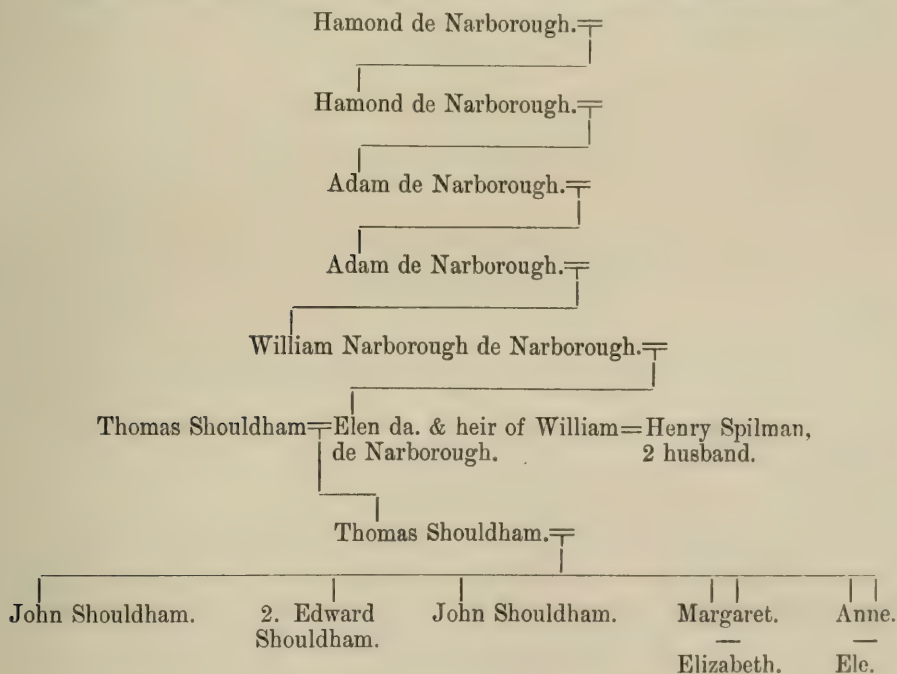 Hamond de Narborough.
Hamond de Narborough.
Adam de Narborough.
Adam de Narborough.
William Narborough de Narborough.
Thomas Shouldham=Elen da. & heir of William=Henry Spilman,
de Narborough. 2 husband.
Thomas Shouldham.
John Shouldham. 2. Edward John Shouldham. Margaret. Anne.
Shouldham.
Elizabeth. Ele.